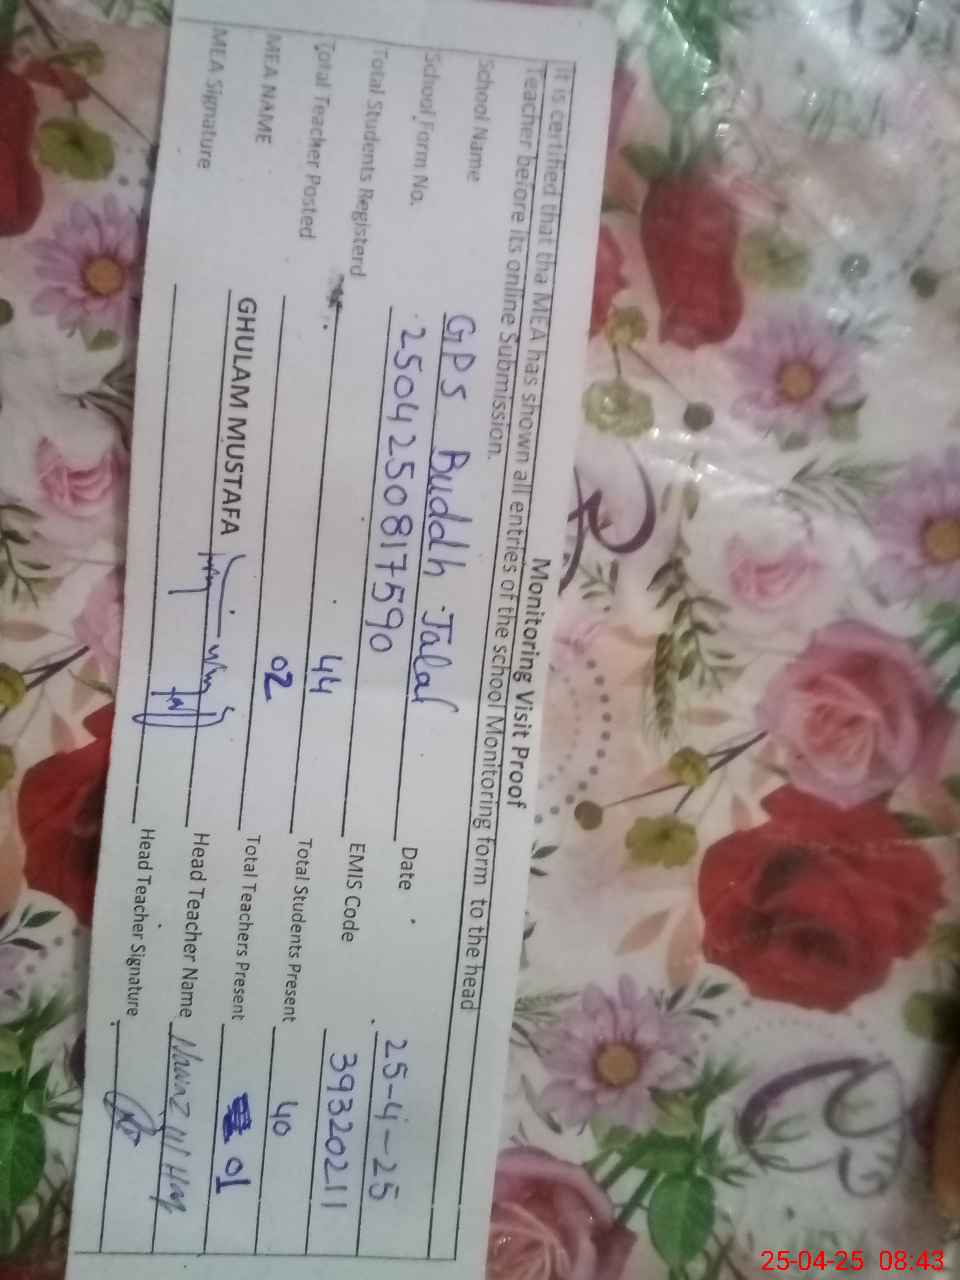 Monitoring Visit Proof
It is certified that tha MEA has shown all entries of the school Monitoring form to the head
Teacher before its online Submission.
School Name GPS Buddh Jalal Date 25-4-25
School Form No. 25042508817590 EMIS Code 39320211
Total Students Registerd 44 Total Students Present 40
Total Teacher Posted 02 Total Teachers Present 01
MEA NAME GHULAM MUSTAFA Head Teacher Name Nawaz Ul
MEA Signature Head Teacher Signature
25-04-25 08:43